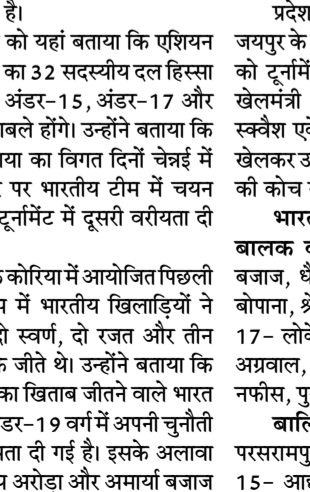 है।
को यहां बताया कि एशियन
का 32 सदस्यीय दल हिस्सा
अंडर-15, अंडर-17 और
बले होंगे। उन्होंने बताया कि
या का विगत दिनों चेन्नई में
पर भारतीय टीम में चयन
टूर्नामेंट में दूसरी वरीयता दी
कोरिया में आयोजित पिछली
में भारतीय खिलाड़ियों ने
दो स्वर्ण, दो रजत और तीन
जीते थे। उन्होंने बताया कि
का खिताब जीतने वाले भारत
डर-19 वर्ग में अपनी चुनौती
ता दी गई है। इसके अलावा
अरोड़ा और अमार्या बजाज
प्रदेश
जयपुर के
को टूर्नामें
खेलमंत्री
स्क्वैश ए
खेलकर उ
की कोच
भार
बालक
बजाज,
बोपाना,
17- लोवे
अग्रवाल,
नफीस, पु
बालि
परसरामपु
15- आ